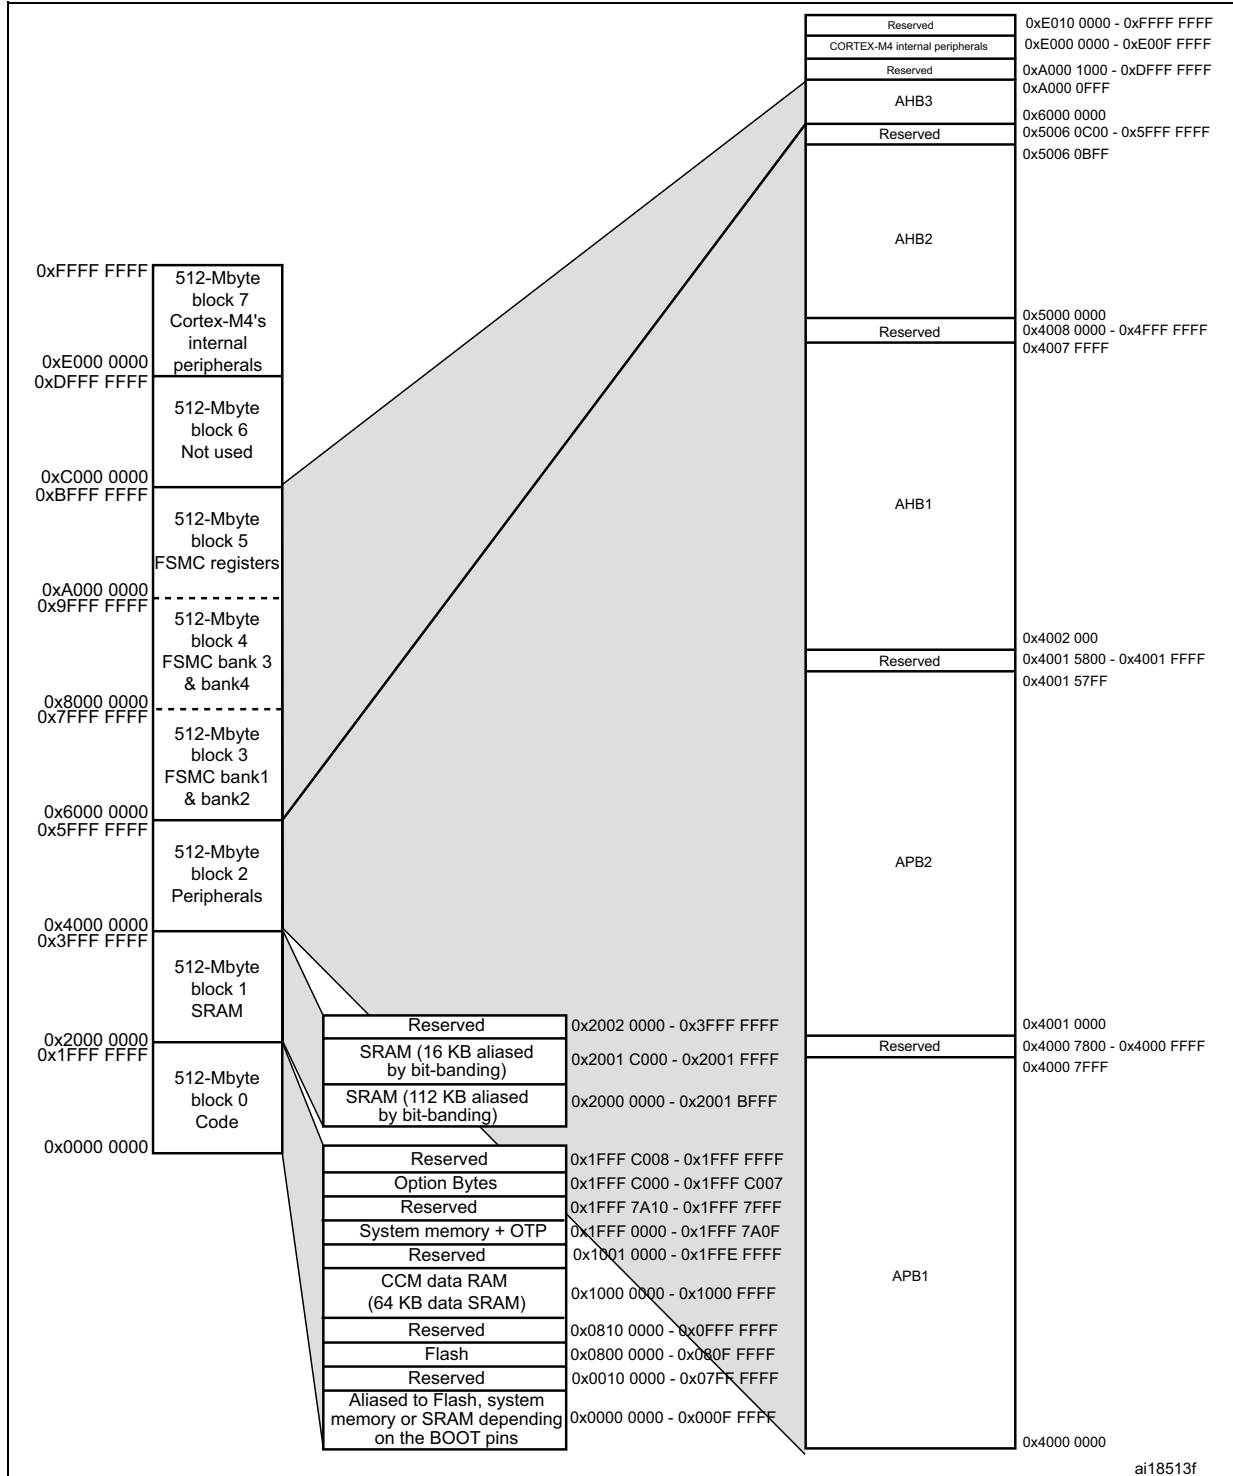 0xFFFF FFFF
512-Mbyte
block 7
Cortex-M4's
internal
peripherals
0xE000 0000
0xDFFF FFFF
512-Mbyte
block 6
Not used
0xC000 0000
0xBFFF FFFF
512-Mbyte
block 5
FSMC registers
0xA000 0000
0x9FFF FFFF
512-Mbyte
block 4
FSMC bank 3
& bank4
0x8000 0000
0x7FFF FFFF
512-Mbyte
block 3
FSMC bank1
& bank2
0x6000 0000
0x5FFF FFFF
512-Mbyte
block 2
Peripherals
0x4000 0000
0x3FFF FFFF
512-Mbyte
block 1
SRAM
0x2000 0000
0x1FFF FFFF
512-Mbyte
block 0
Code
0x0000 0000
Reserved 0x2002 0000 - 0x3FFF FFFF
SRAM (16 KB aliased
by bit-banding)
0x2001 C000 - 0x2001 FFFF
SRAM (112 KB aliased
by bit-banding)
0x2000 0000 - 0x2001 BFFF
Reserved 0x1FFF C008 - 0x1FFF FFFF
Option Bytes 0x1FFF C000 - 0x1FFF C007
Reserved 0x1FFF 7A10 - 0x1FFF 7FFF
System memory + OTP 0x1FFF 0000 - 0x1FFF 7A0F
Reserved 0x1001 0000 - 0x1FFE FFFF
CCM data RAM
(64 KB data SRAM)
0x1000 0000 - 0x1000 FFFF
Reserved 0x0810 0000 - 0x0FFF FFFF
Flash 0x0800 0000 - 0x080F FFFF
Reserved 0x0010 0000 - 0x07FF FFFF
Aliased to Flash, system
memory or SRAM depending
on the BOOT pins
0x0000 0000 - 0x000F FFFF
Reserved 0xE010 0000 - 0xFFFF FFFF
CORTEX-M4 internal peripherals 0xE000 0000 - 0xE00F FFFF
Reserved 0xA000 1000 - 0xDFFF FFFF
0xA000 0FFF
AHB3
0x6000 0000
Reserved 0x5006 0C00 - 0x5FFF FFFF
0x5006 0BFF
AHB2
0x5000 0000
Reserved 0x4008 0000 - 0x4FFF FFFF
0x4007 FFFF
AHB1
0x4002 000
Reserved 0x4001 5800 - 0x4001 FFFF
0x4001 57FF
APB2
0x4001 0000
Reserved 0x4000 7800 - 0x4000 FFFF
0x4000 7FFF
APB1
0x4000 0000
ai18513f